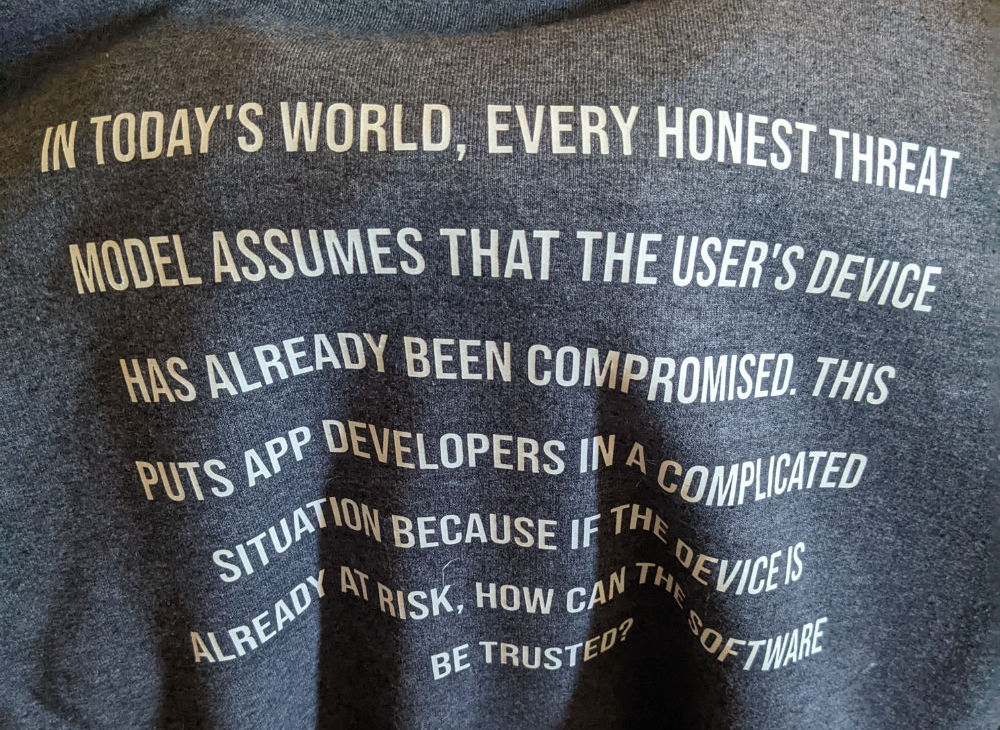 IN TODAY'S WORLD, EVERY HONEST THREAT
MODEL ASSUMES THAT THE USER'S DEVICE
HAS ALREADY BEEN COMPROMISED. THIS
PUTS APP DEVELOPERS IN A COMPLICATED
SITUATION BECAUSE IF THE DEVICE IS
ALREADY AT RISK, HOW CAN THE SOFTWARE
BE TRUSTED?